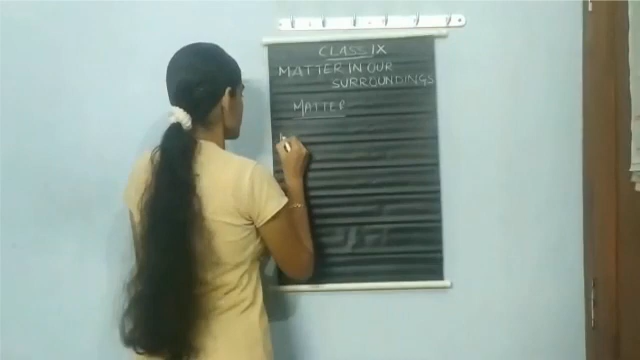 CLASS IX
MATTER IN OUR
SURROUNDINGS
MATTER